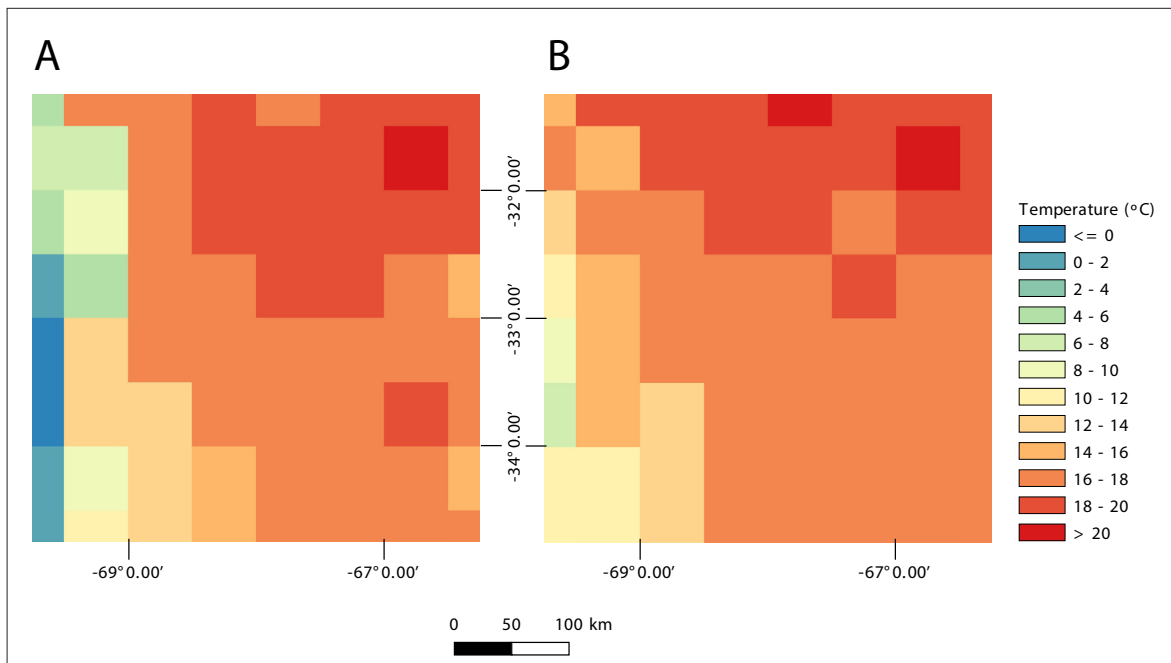 A
B
-32°0.00′
-33°0.00′
-34°0.00′
Temperature (ºC)
<= 0
0 - 2
2 - 4
4 - 6
6 - 8
8 - 10
10 - 12
12 - 14
14 - 16
16 - 18
18 - 20
> 20
-69°0.00′
-67°0.00′
-69°0.00′
-67°0.00′
0 50 100 km